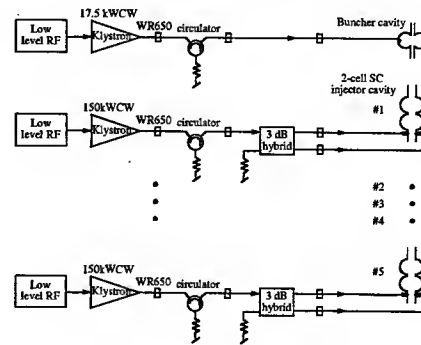 17.5 kWCW
WR650
circulator
Buncher cavity
Low
level RF
Klystron
2-cell SC
injector cavity
#1
150kWCW
WR650
circulator
Low
level RF
Klystron
3 dB
hybrid
#2
#3
#4
#5
150kWCW
WR650
circulator
Low
level RF
Klystron
3 dB
hybrid